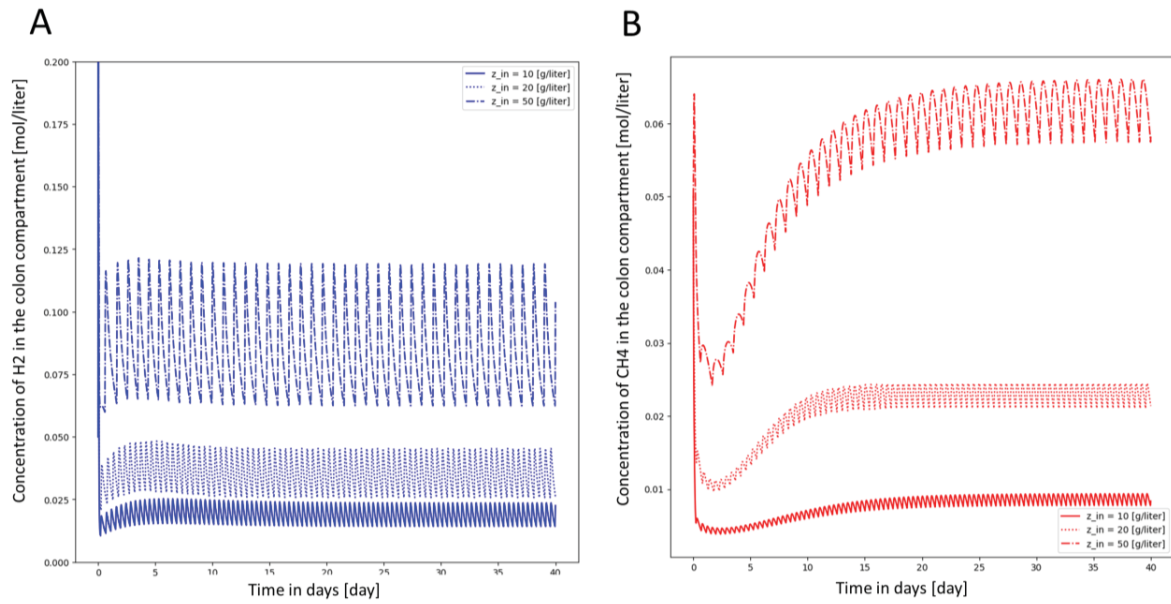 A
B
Concentration of H2 in the colon compartment [mol/liter]
0.200
0.175
0.150
0.125
0.100
0.075
0.050
0.025
0.000
z_in = 10 [g/liter]
z_in = 20 [g/liter]
z_in = 50 [g/liter]
0
5
10
15
20
25
30
35
40
Time in days [day]
Concentration of CH4 in the colon compartment [mol/liter]
0.06
0.05
0.04
0.03
0.02
0.01
z_in = 10 [g/liter]
z_in = 20 [g/liter]
z_in = 50 [g/liter]
0
5
10
15
20
25
30
35
40
Time in days [day]